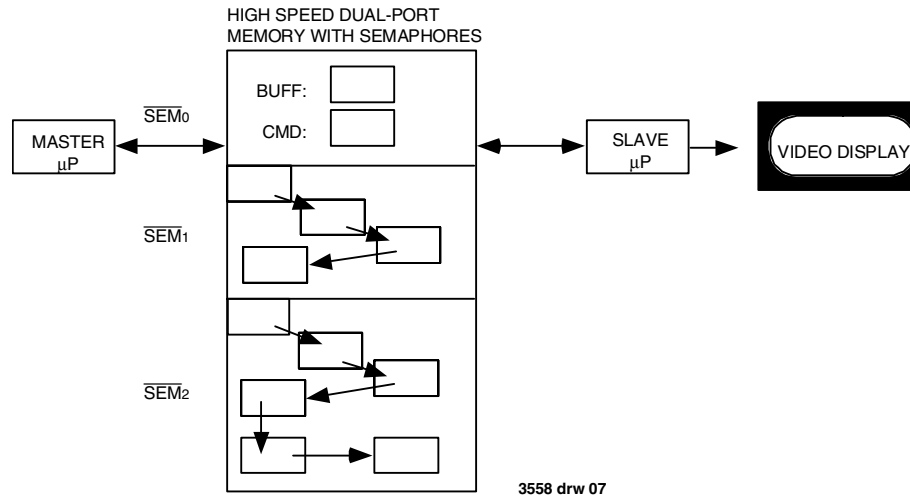 HIGH SPEED DUAL-PORT
MEMORY WITH SEMAPHORES
BUFF:
CMD:
SEM0
MASTER
µP
SLAVE
µP
VIDEO DISPLAY
SEM1
SEM2
3558 drw 07